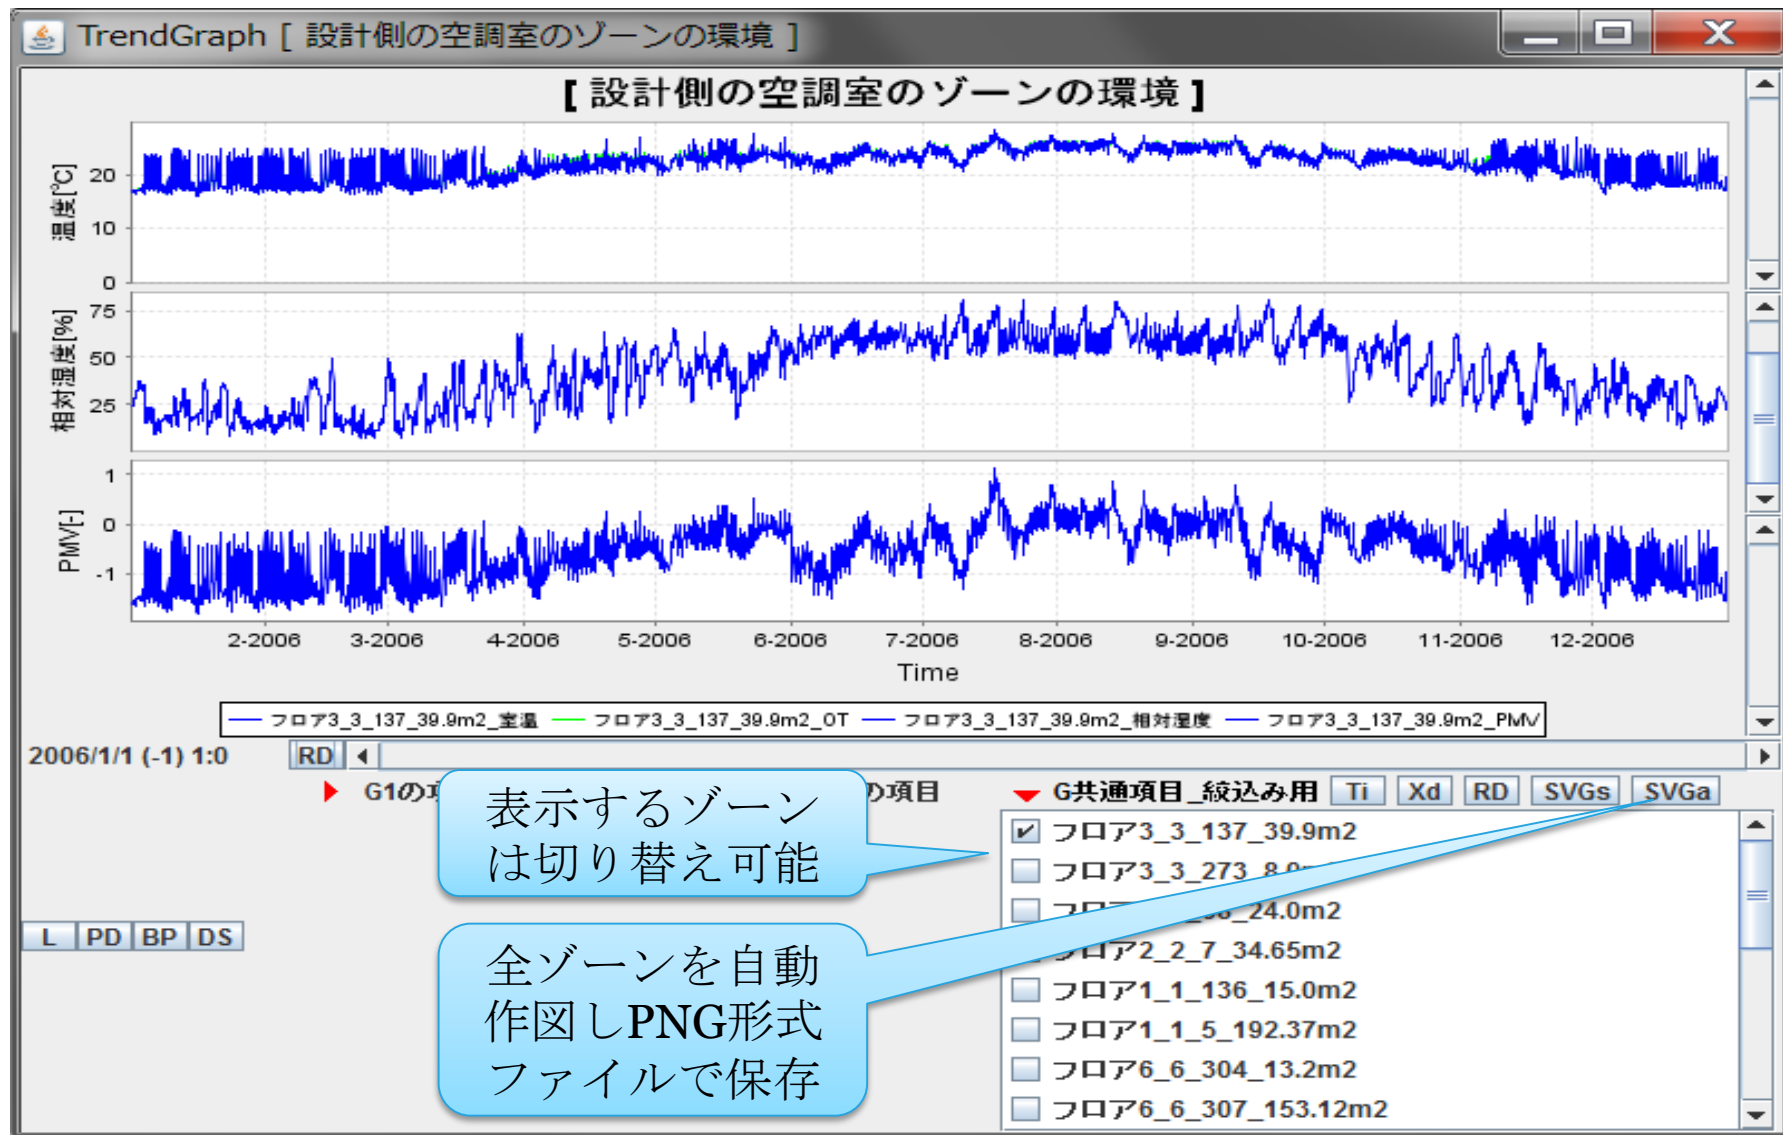 TrendGraph [ 設計側の空調室のゾーンの環境 ]
[ 設計側の空調室のゾーンの環境 ]
温度[℃]
20
10
0
相対湿度[%]
75
50
25
PMV[-]
1
0
-1
2-2006 3-2006 4-2006 5-2006 6-2006 7-2006 8-2006 9-2006 10-2006 11-2006 12-2006
Time
フロア3_3_137_39.9m2_室温 フロア3_3_137_39.9m2_OT フロア3_3_137_39.9m2_相対湿度 フロア3_3_137_39.9m2_PMV
2006/1/1 (-1) 1:0 RD
G1の の項目 G共通項目_絞込み用 Ti Xd RD SVGs SVGa
表示するゾーン
は切り替え可能
フロア3_3_137_39.9m2
フロア3_3_273_8.0
24.0m2
フロア2_2_7_34.65m2
フロア1_1_136_15.0m2
フロア1_1_5_192.37m2
フロア6_6_304_13.2m2
フロア6_6_307_153.12m2
L PD BP DS
全ゾーンを自動
作図しPNG形式
ファイルで保存